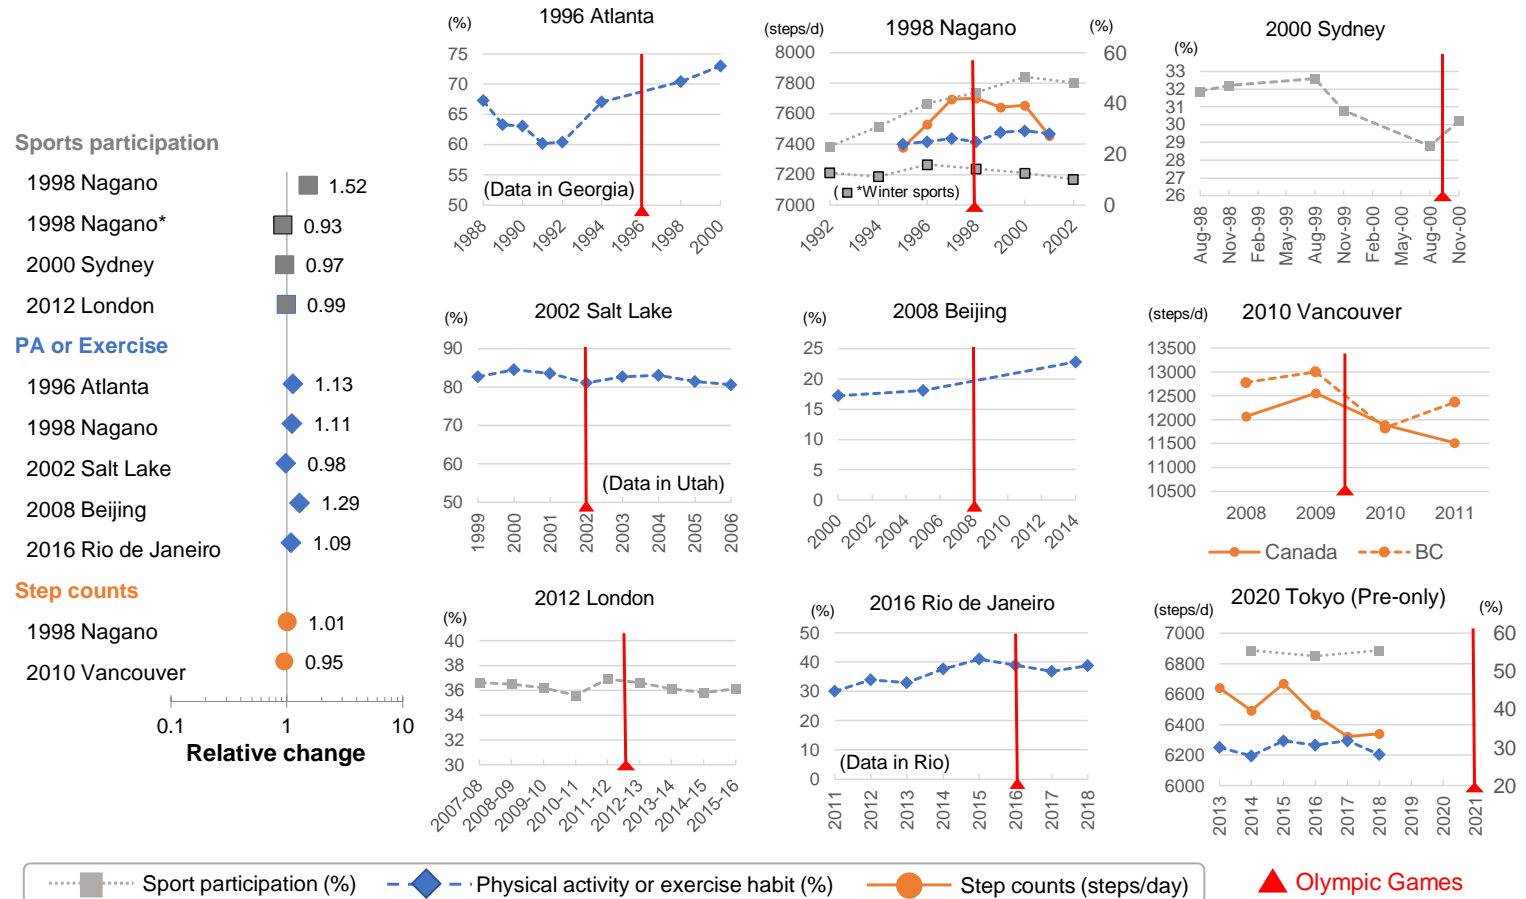 Sports participation
1998 Nagano
1.52
1998 Nagano*
0.93
2000 Sydney
0.97
2012 London
0.99
PA or Exercise
1996 Atlanta
1.13
1998 Nagano
1.11
2002 Salt Lake
0.98
2008 Beijing
1.29
2016 Rio de Janeiro
1.09
Step counts
1998 Nagano
1.01
2010 Vancouver
0.95
0.1 1 10
Relative change
1996 Atlanta
(%)
75
70
65
60
55
50
(Data in Georgia)
1988 1990 1992 1994 1996 1998 2000
1998 Nagano
(steps/d) (%)
8000
7800
7600
7400
7200
7000
60
40
20
0
( *Winter sports)
1992 1994 1996 1998 2000 2002
2000 Sydney
(%)
33
32
31
30
29
28
27
26
Aug-98 Nov-98 Feb-99 May-99 Aug-99 Nov-99 Feb-00 May-00 Aug-00 Nov-00
2002 Salt Lake
(%)
90
80
70
60
50
(Data in Utah)
1999 2000 2001 2002 2003 2004 2005 2006
2008 Beijing
(%)
25
20
15
10
5
0
2000 2002 2004 2006 2008 2010 2012 2014
2010 Vancouver
(steps/d)
13500
13000
12500
12000
11500
11000
10500
2008 2009 2010 2011
Canada BC
2012 London
(%)
40
38
36
34
32
30
2007-08 2008-09 2009-10 2010-11 2011-12 2012-13 2013-14 2014-15 2015-16
2016 Rio de Janeiro
(%)
50
40
30
20
10
0
(Data in Rio)
2011 2012 2013 2014 2015 2016 2017 2018
2020 Tokyo (Pre-only)
(steps/d) (%)
7000
6800
6600
6400
6200
6000
60
50
40
30
20
2013 2014 2015 2016 2017 2018 2019 2020 2021
Sport participation (%) Physical activity or exercise habit (%) Step counts (steps/day) Olympic Games